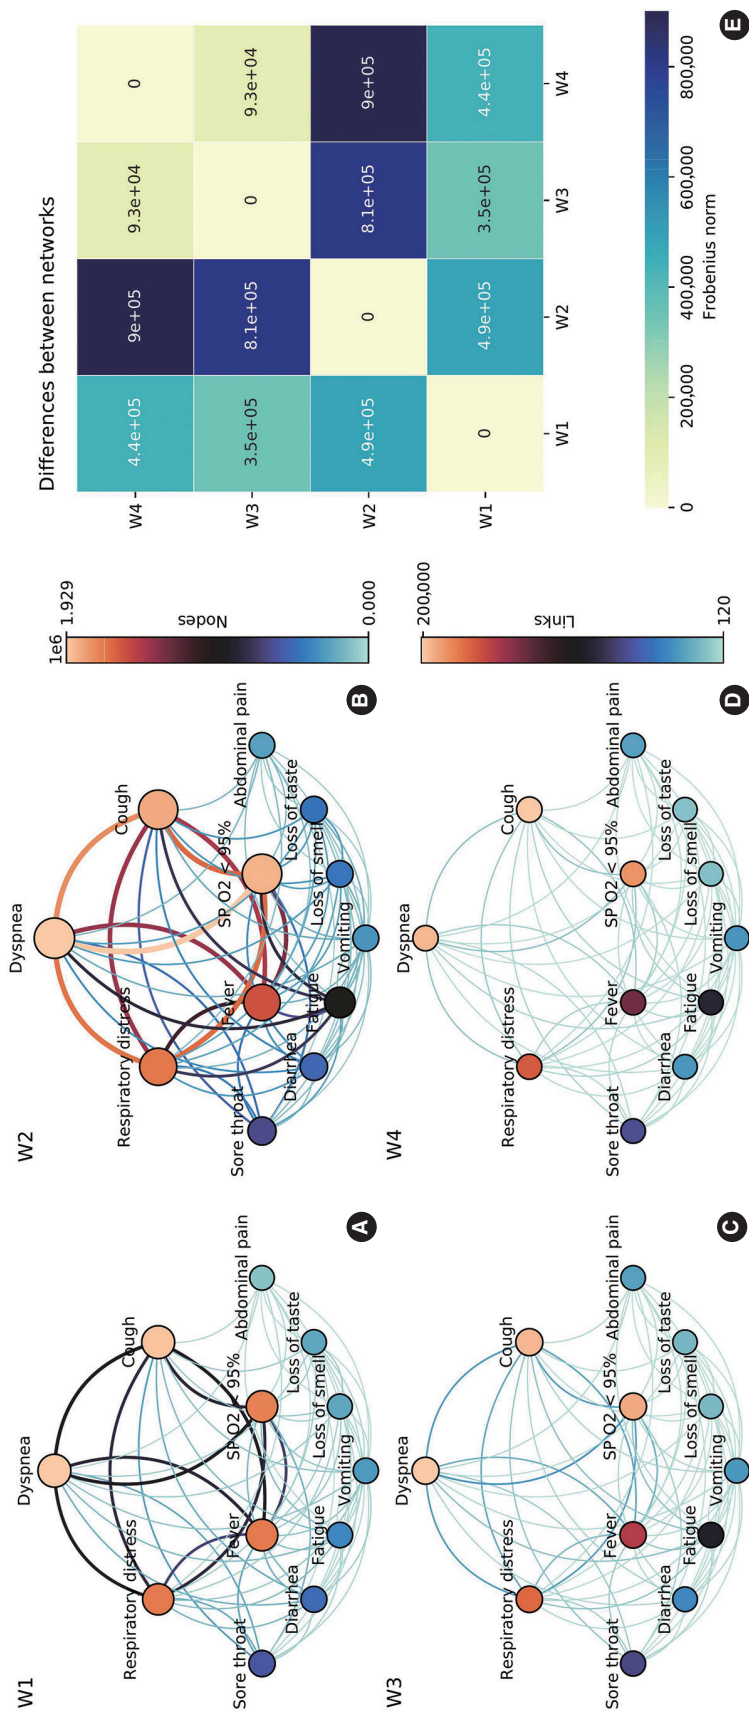 W1
Dyspnea
Respiratory distress
Cough
Sore throat
Fever
SP O2 < 95%
Abdominal pain
Diarrhea
Fatigue
Loss of smell
Loss of taste
Vomiting
A
W2
Dyspnea
Respiratory distress
Cough
Sore throat
Fever
SP O2 < 95%
Abdominal pain
Diarrhea
Fatigue
Loss of smell
Loss of taste
Vomiting
B
1e6
1.929
Nodes
0.000
W3
Dyspnea
Respiratory distress
Cough
Sore throat
Fever
SP O2 < 95%
Abdominal pain
Diarrhea
Fatigue
Loss of smell
Loss of taste
Vomiting
C
W4
Dyspnea
Respiratory distress
Cough
Sore throat
Fever
SP O2 < 95%
Abdominal pain
Diarrhea
Fatigue
Loss of smell
Loss of taste
Vomiting
D
200,000
Links
120
Differences between networks
W4 4.4e+05 9e+05 9.3e+04 0
W3 3.5e+05 8.1e+05 0 9.3e+04
W2 4.9e+05 0 8.1e+05 9e+05
W1 0 4.9e+05 3.5e+05 4.4e+05
W1 W2 W3 W4
0 200,000 400,000 600,000 800,000
Frobenius norm
E